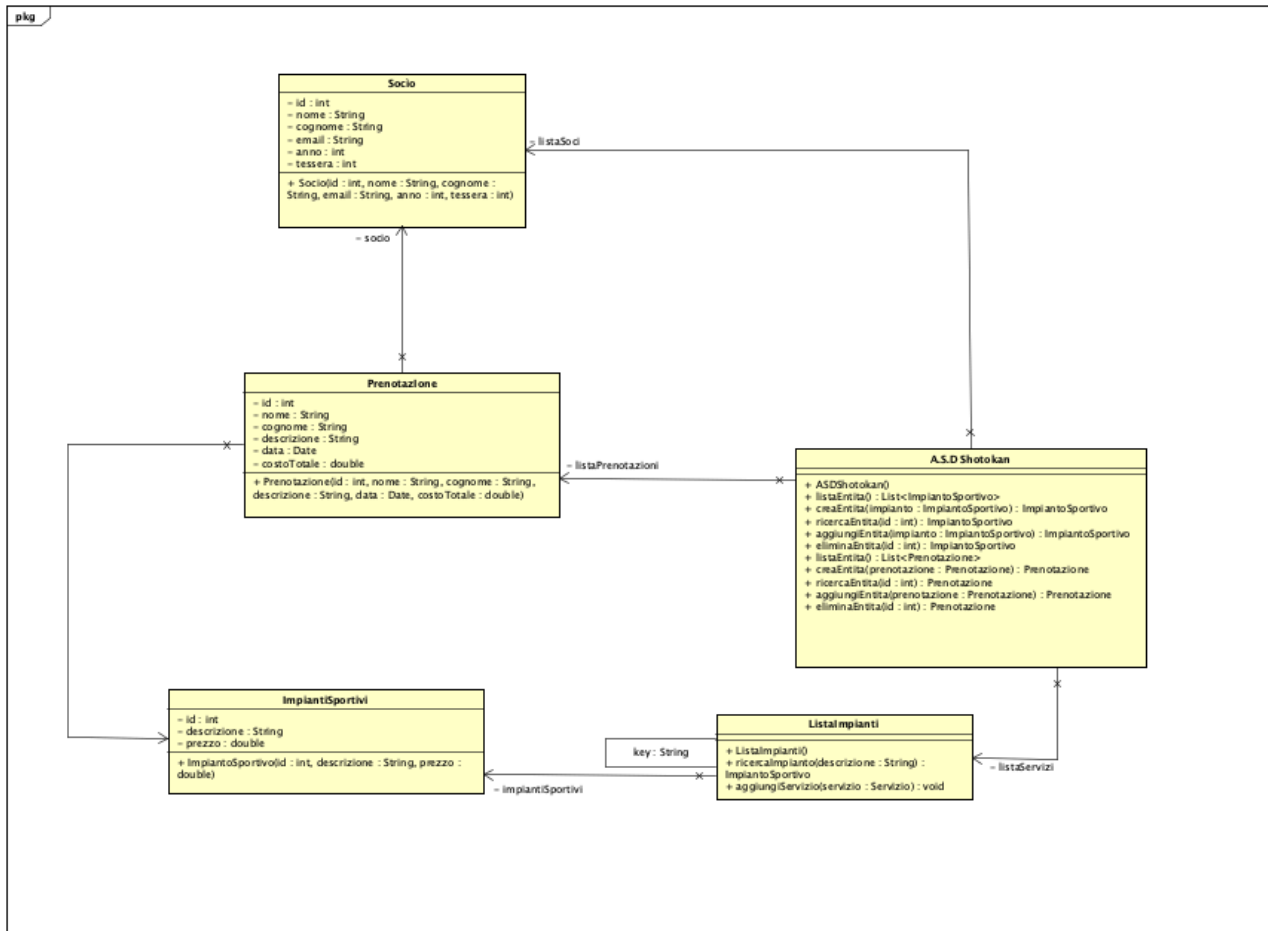 pkg
Socio
– id : int
– nome : String
– cognome : String
– email : String
– anno : int
– tessera : int
+ Socio(id : int, nome : String, cognome :
String, email : String, anno : int, tessera : int)
– listaSoci
– socio
Prenotazione
– id : int
– nome : String
– cognome : String
– descrizione : String
– data : Date
– costoTotale : double
+ Prenotazione(id : int, nome : String, cognome : String,
descrizione : String, data : Date, costoTotale : double)
– listaPrenotazioni
A.S.D Shotokan
+ ASDShotokan()
+ listaEntita() : List<ImpiantoSportivo>
+ creaEntita(impianto : ImpiantoSportivo) : ImpiantoSportivo
+ ricercaEntita(id : int) : ImpiantoSportivo
+ aggiungiEntita(impianto : ImpiantoSportivo) : ImpiantoSportivo
+ eliminaEntita(id : int) : ImpiantoSportivo
+ listaEntita() : List<Prenotazione>
+ creaEntita(prenotazione : Prenotazione) : Prenotazione
+ ricercaEntita(id : int) : Prenotazione
+ aggiungiEntita(prenotazione : Prenotazione) : Prenotazione
+ eliminaEntita(id : int) : Prenotazione
ImpiantiSportivi
– id : int
– descrizione : String
– prezzo : double
+ ImpiantoSportivo(id : int, descrizione : String, prezzo :
double)
– impiantiSportivi
key : String
ListaImpianti
+ ListaImpianti()
+ ricercaImpianto(descrizione : String) :
ImpiantoSportivo
+ aggiungiServizio(servizio : Servizio) : void
– listaServizi